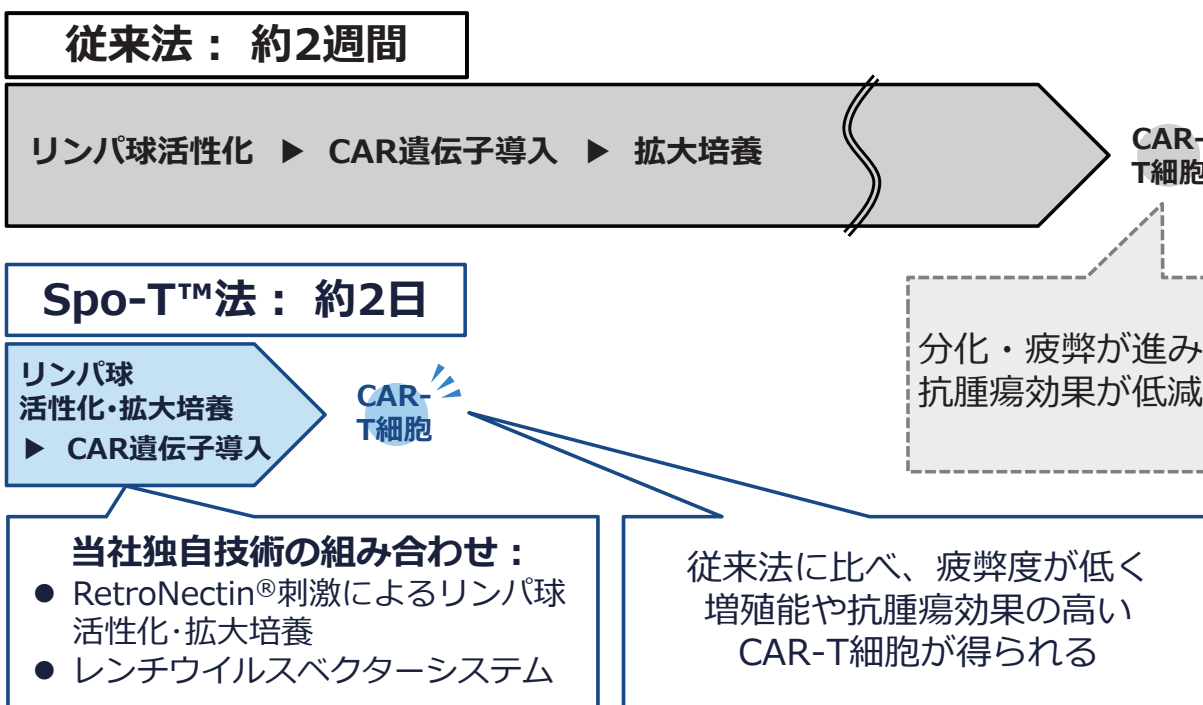 従来法： 約2週間
リンパ球活性化 ▶ CAR遺伝子導入 ▶ 拡大培養
CAR-
T細胞
Spo-T™法： 約2日
分化・疲弊が進み
抗腫瘍効果が低減
リンパ球
活性化･拡大培養
▶ CAR遺伝子導入
CAR-
T細胞
当社独自技術の組み合わせ：
● RetroNectin®刺激によるリンパ球
活性化･拡大培養
● レンチウイルスベクターシステム
従来法に比べ、疲弊度が低く
増殖能や抗腫瘍効果の高い
CAR-T細胞が得られる